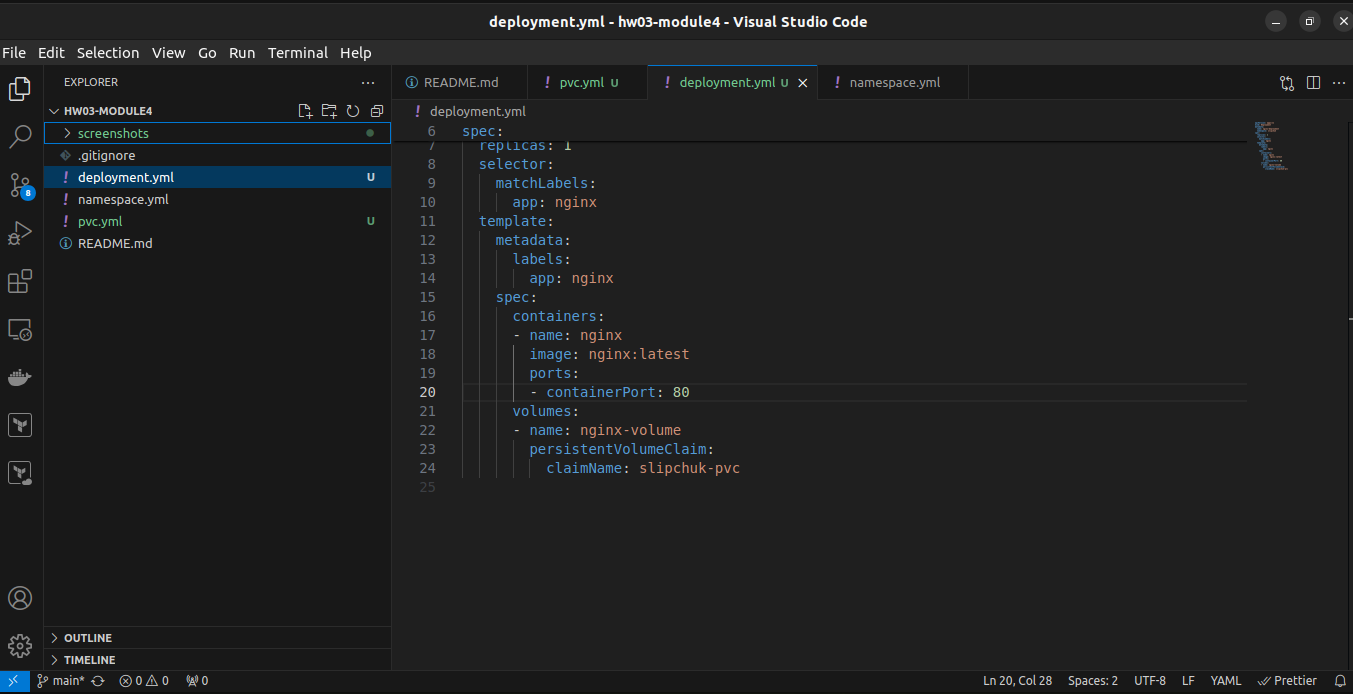 deployment.yml - hw03-module4 - Visual Studio Code
File Edit Selection View Go Run Terminal Help
EXPLORER
HW03-MODULE4
screenshots
.gitignore
deployment.yml U
namespace.yml
pvc.yml U
README.md
8
OUTLINE
TIMELINE
README.md
pvc.yml U
deployment.yml U
namespace.yml
deployment.yml
6 spec:
7 replicas: 1
8 selector:
9 matchLabels:
10 app: nginx
11 template:
12 metadata:
13 labels:
14 app: nginx
15 spec:
16 containers:
17 - name: nginx
18 image: nginx:latest
19 ports:
20 - containerPort: 80
21 volumes:
22 - name: nginx-volume
23 persistentVolumeClaim:
24 claimName: slipchuk-pvc
25
main* 0 0 0 Ln 20, Col 28 Spaces: 2 UTF-8 LF YAML Prettier